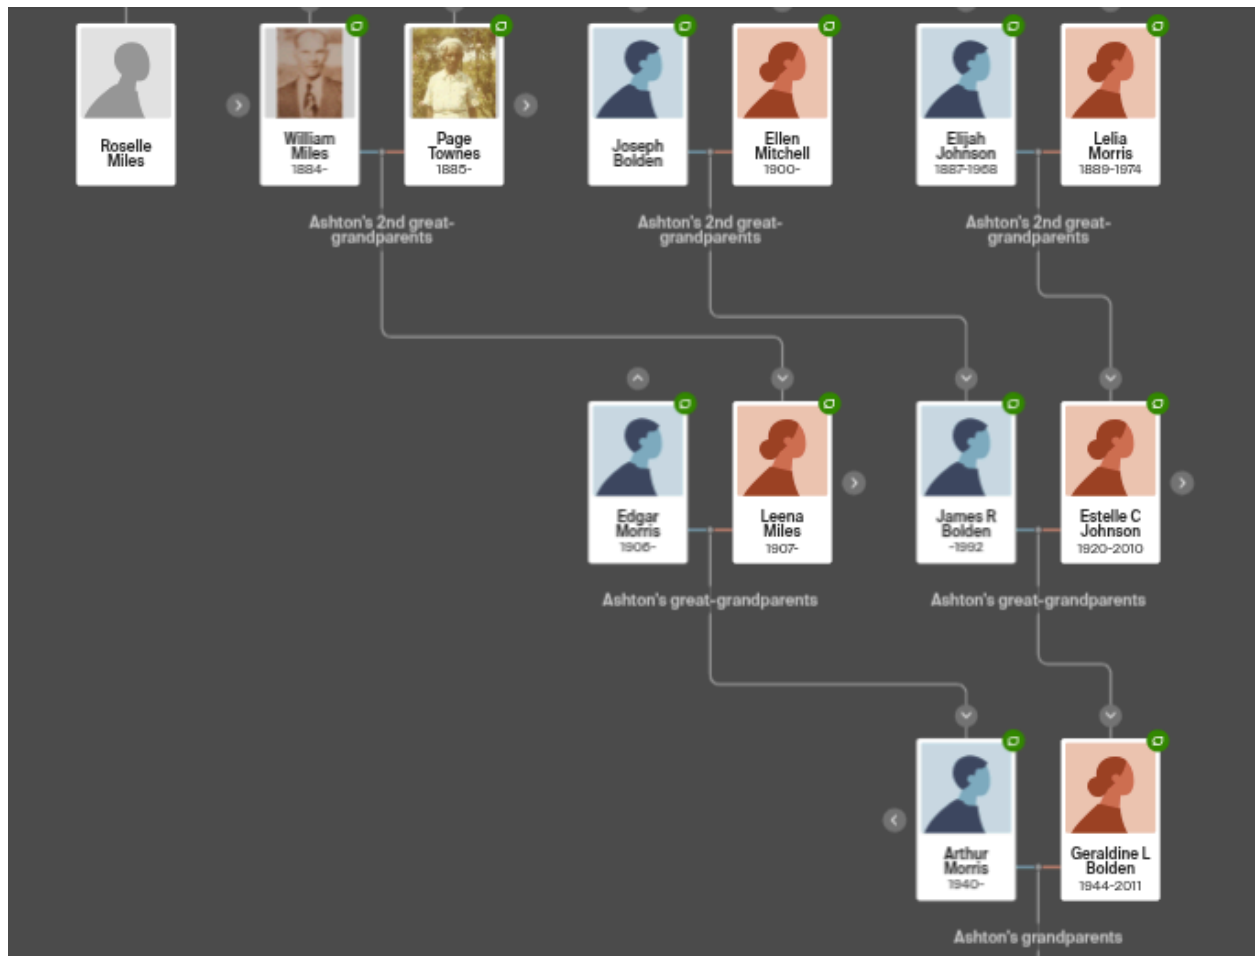 Roselle
Miles
William
Miles
1884-
Page
Townes
1885-
Joseph
Bolden
Ellen
Mitchell
1900-
Elijah
Johnson
1887-1968
Lelia
Morris
1889-1974
Ashton's 2nd great-
grandparents
Ashton's 2nd great-
grandparents
Ashton's 2nd great-
grandparents
Edgar
Morris
1906-
Leena
Miles
1907-
James R
Bolden
-1992
Estelle C
Johnson
1920-2010
Ashton's great-grandparents
Ashton's great-grandparents
Arthur
Morris
1940-
Geraldine L
Bolden
1944-2011
Ashton's grandparents